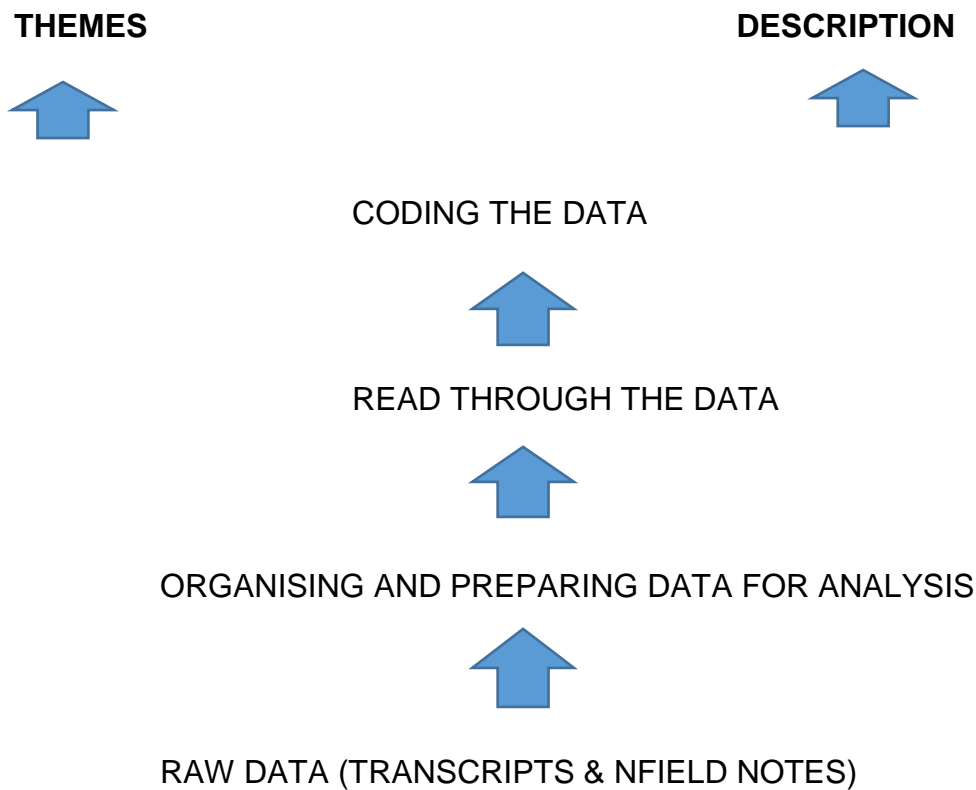 THEMES DESCRIPTION
CODING THE DATA
READ THROUGH THE DATA
ORGANISING AND PREPARING DATA FOR ANALYSIS
RAW DATA (TRANSCRIPTS & NFIELD NOTES)